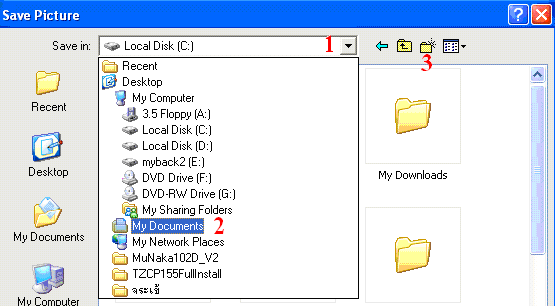 Save Picture
Save in:
Local Disk (C:)
1
3
Recent
Desktop
My Computer
3.5 Floppy (A:)
Local Disk (C:)
Local Disk (D:)
myback2 (E:)
DVD Drive (F:)
DVD-RW Drive (G:)
My Sharing Folders
My Documents 2
My Network Places
MuNaka102D_V2
TZCP155FullInstall
จระเข้
Recent
Desktop
My Documents
My Computer
My Downloads